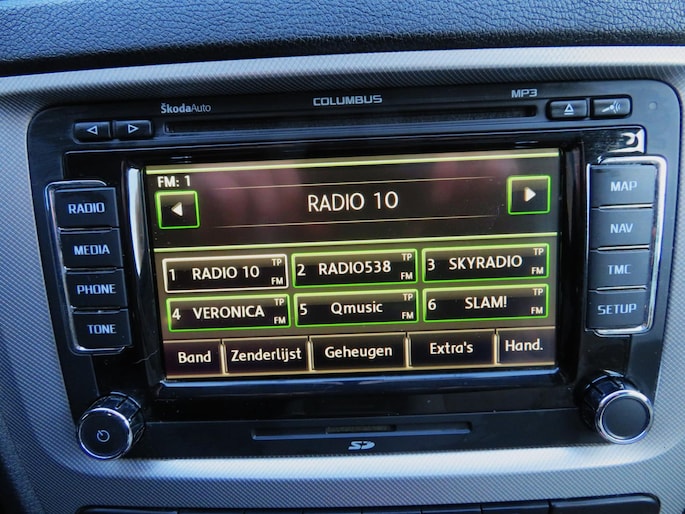 ŠkodaAuto
COLUMBUS
MP3
RADIO
MEDIA
PHONE
TONE
FM: 1
RADIO 10
1 RADIO 10 TP FM
2 RADIO538 TP FM
3 SKYRADIO TP FM
4 VERONICA TP FM
5 Qmusic TP FM
6 SLAM! TP FM
Band Zenderlijst Geheugen Extra's Hand.
MAP
NAV
TMC
SETUP
SD